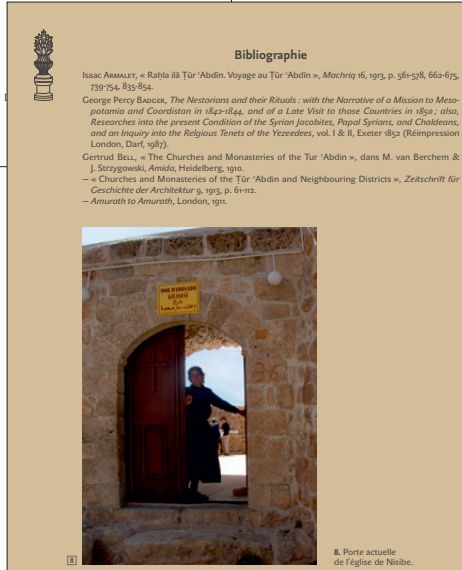 Bibliographie
Isaac ARMALET, « Raḥla ilā Ṭūr ʿAbdīn. Voyage au Ṭūr ʿAbdīn », Machriq 16, 1913, p. 561-578, 662-675,
739-754, 835-854.
George Percy BADGER, The Nestorians and their Rituals : with the Narrative of a Mission to Meso-
potamia and Coordistan in 1842-1844, and of a Late Visit to those Countries in 1850 ; also,
Researches into the present Condition of the Syrian Jacobites, Papal Syrians, and Chaldeans,
and an Inquiry into the Relgious Tenets of the Yezeedees, vol. I & II, Exeter 1852 (Réimpression
London, Darf, 1987).
Gertrud BELL, « The Churches and Monasteries of the Tur ʿAbdin », dans M. van Berchem &
J. Strzygowski, Amida, Heidelberg, 1910.
— « Churches and Monasteries of the Ṭūr ʿAbdin and Neighbouring Districts », Zeitschrift für
Geschichte der Architektur 9, 1913, p. 61-112.
— Amurath to Amurath, London, 1911.
8
8. Porte actuelle
de l'église de Nisibe.